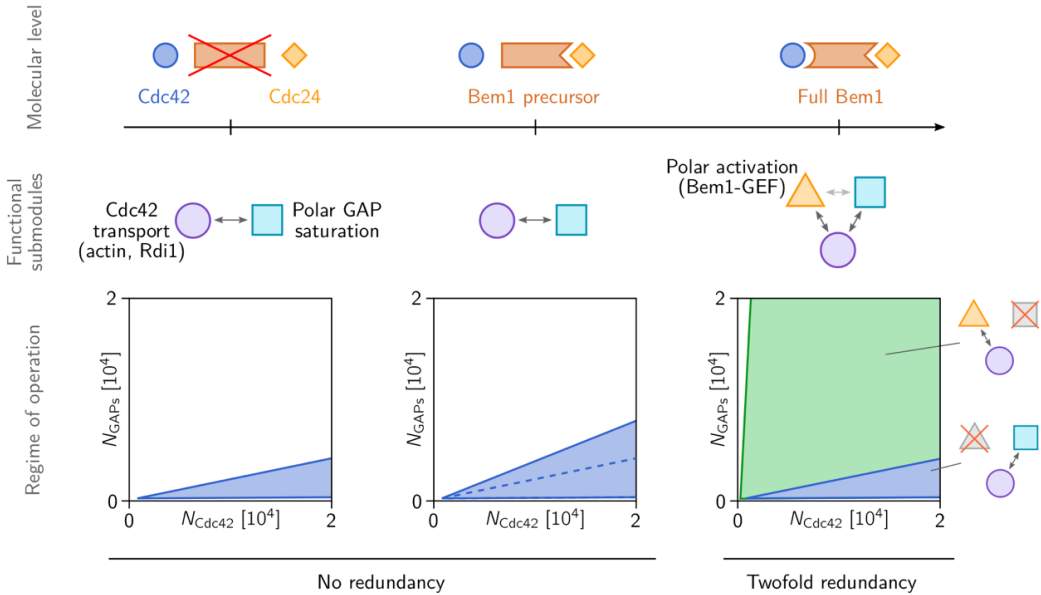 Molecular level
Cdc42
Cdc24
Bem1 precursor
Full Bem1
Functional
submodules
Cdc42
transport
(actin, Rdi1)
Polar GAP
saturation
Polar activation
(Bem1-GEF)
Regime of operation
2
N_GAPs [10^4]
0
0
N_Cdc42 [10^4]
2
2
N_GAPs [10^4]
0
0
N_Cdc42 [10^4]
2
2
N_GAPs [10^4]
0
0
N_Cdc42 [10^4]
2
No redundancy
Twofold redundancy